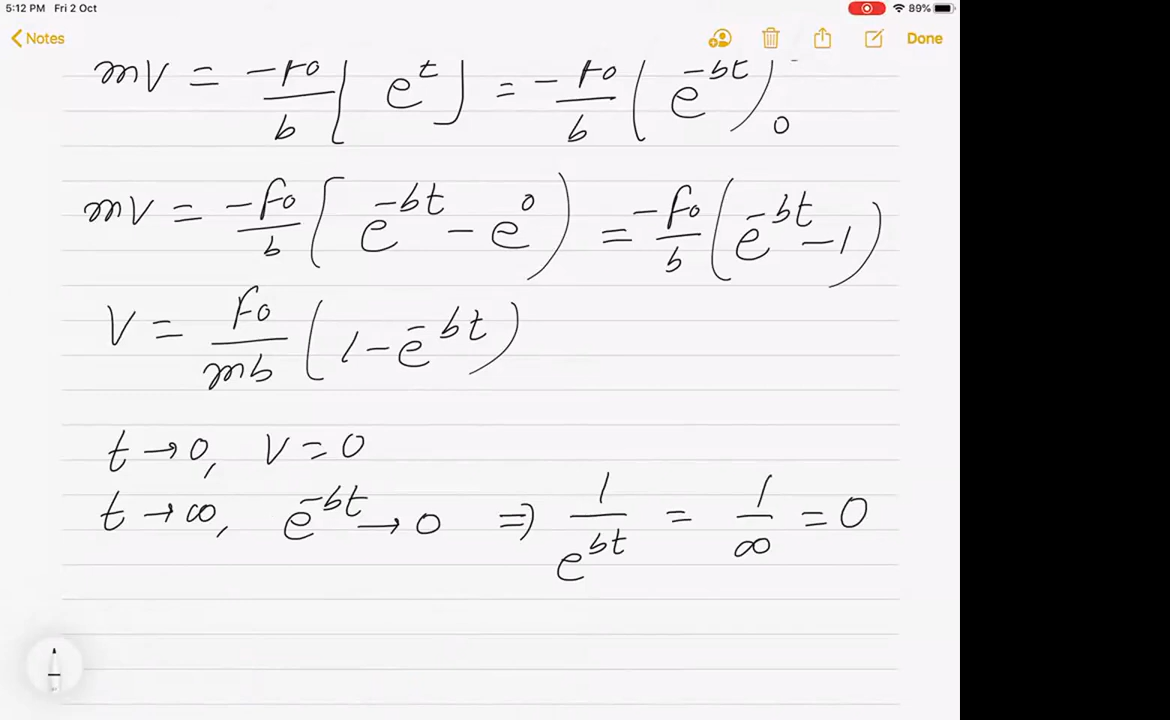 5:12 PM Fri 2 Oct 89%
Notes Done
mv = -F0/b [ e^t ] = -F0/b ( e^-bt )_0
mv = -F0/b ( e^-bt - e^0 ) = -F0/b ( e^-bt - 1 )
V = F0/mb ( 1 - e^-bt )
t → 0, V = 0
t → ∞, e^-bt → 0 ⇒ 1/e^bt = 1/∞ = 0